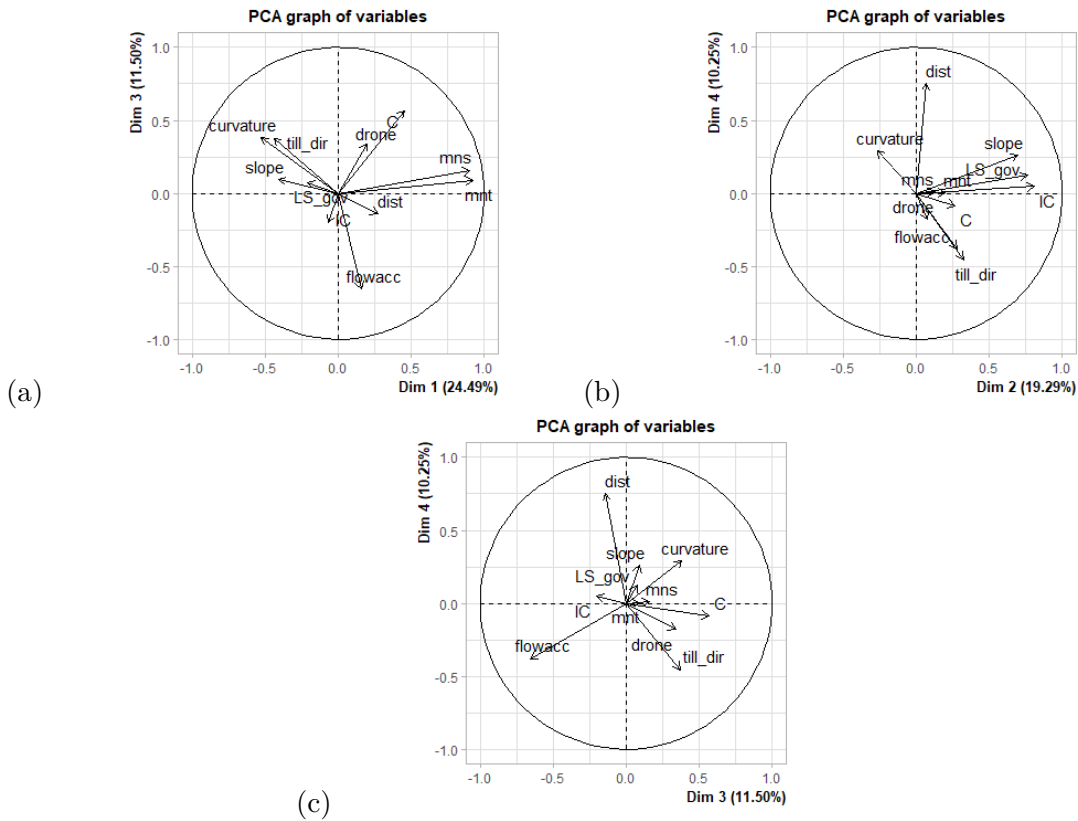 PCA graph of variables
Dim 3 (11.50%)
1.0
0.5
0.0
-0.5
-1.0
curvature
till_dir
C
drone
slope
mns
LS_gov
dist
mnt
IC
flowacc
-1.0 -0.5 0.0 0.5 1.0
Dim 1 (24.49%)
(a)
PCA graph of variables
Dim 4 (10.25%)
1.0
0.5
0.0
-0.5
-1.0
dist
curvature
slope
mns
mnt
LS_gov
IC
drone
C
flowacc
till_dir
-1.0 -0.5 0.0 0.5 1.0
Dim 2 (19.29%)
(b)
PCA graph of variables
Dim 4 (10.25%)
1.0
0.5
0.0
-0.5
-1.0
dist
slope
curvature
LS_gov
mns
IC
mnt
C
flowacc
drone
till_dir
-1.0 -0.5 0.0 0.5 1.0
Dim 3 (11.50%)
(c)